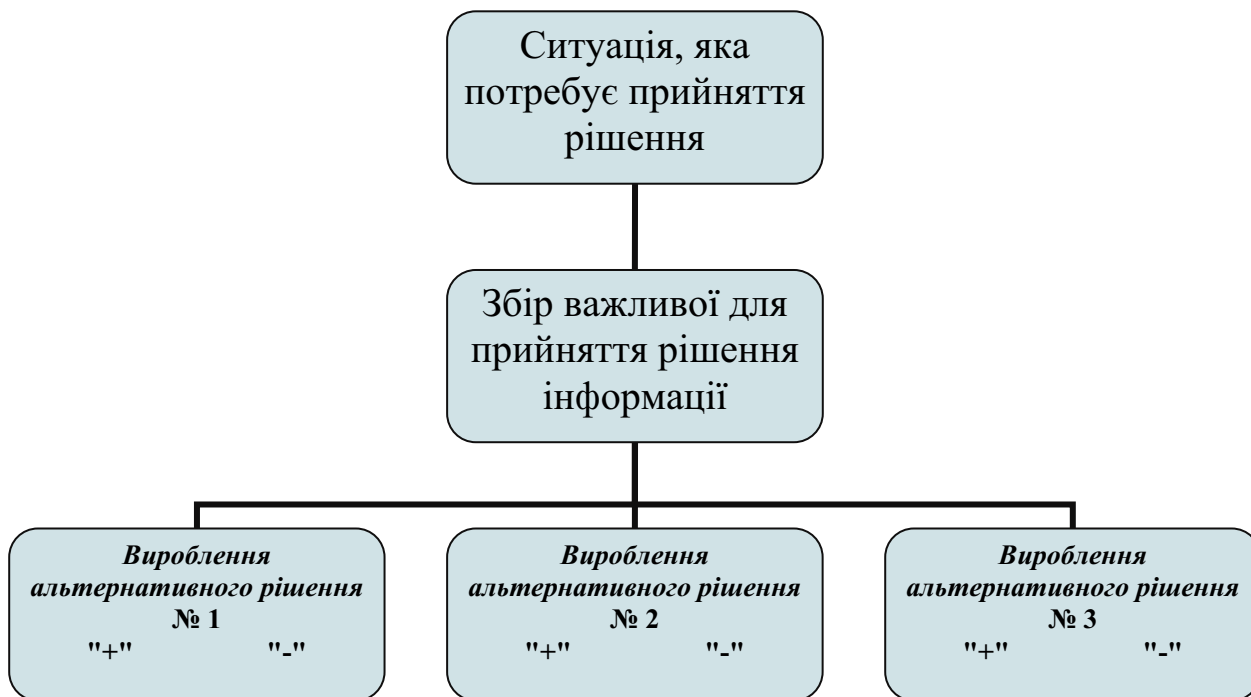 Ситуація, яка
потребує прийняття
рішення
Збір важливої для
прийняття рішення
інформації
Вироблення
альтернативного рішення
№ 1
"+" "-"
Вироблення
альтернативного рішення
№ 2
"+" "-"
Вироблення
альтернативного рішення
№ 3
"+" "-"